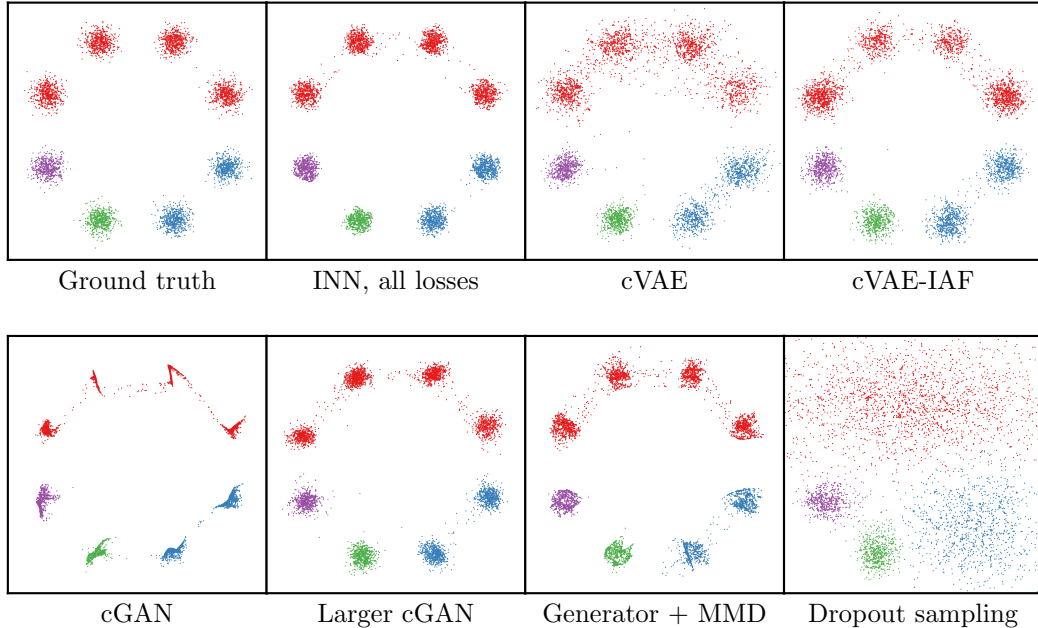 Ground truth
INN, all losses
cVAE
cVAE-IAF
cGAN
Larger cGAN
Generator + MMD
Dropout sampling